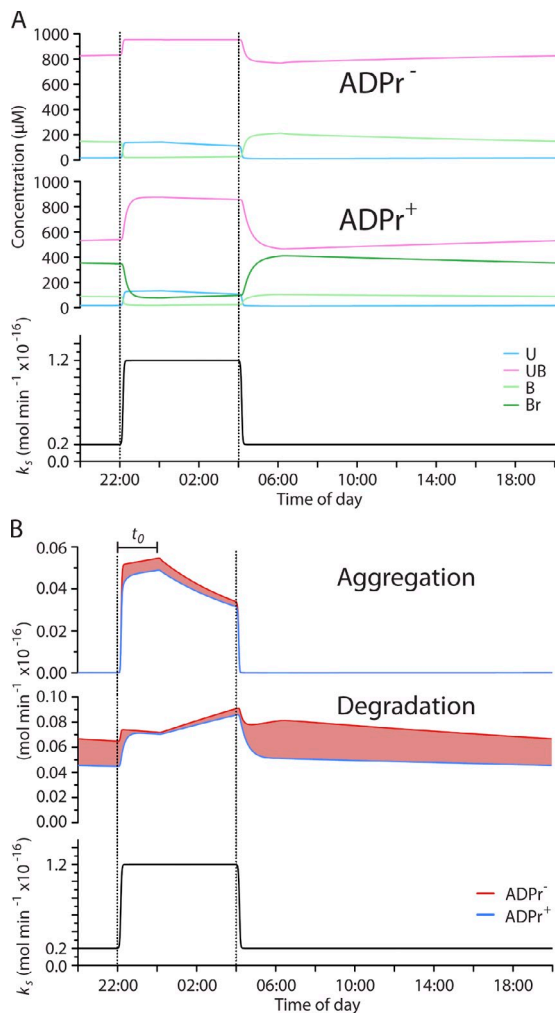 A
1000
800
600
400
200
0
ADPr -
Concentration (µM)
1000
800
600
400
200
0
ADPr+
1.2
0.2
0.0
ks (mol min-1 x10-16)
U
UB
B
Br
22:00 02:00 06:00 10:00 14:00 18:00
Time of day
B
t0
0.06
0.04
0.02
0.00
Aggregation
(mol min-1 x10-16)
0.10
0.08
0.06
0.04
0.02
0.00
Degradation
1.2
0.2
0.0
ks (mol min-1 x10-16)
ADPr-
ADPr+
22:00 02:00 06:00 10:00 14:00 18:00
Time of day